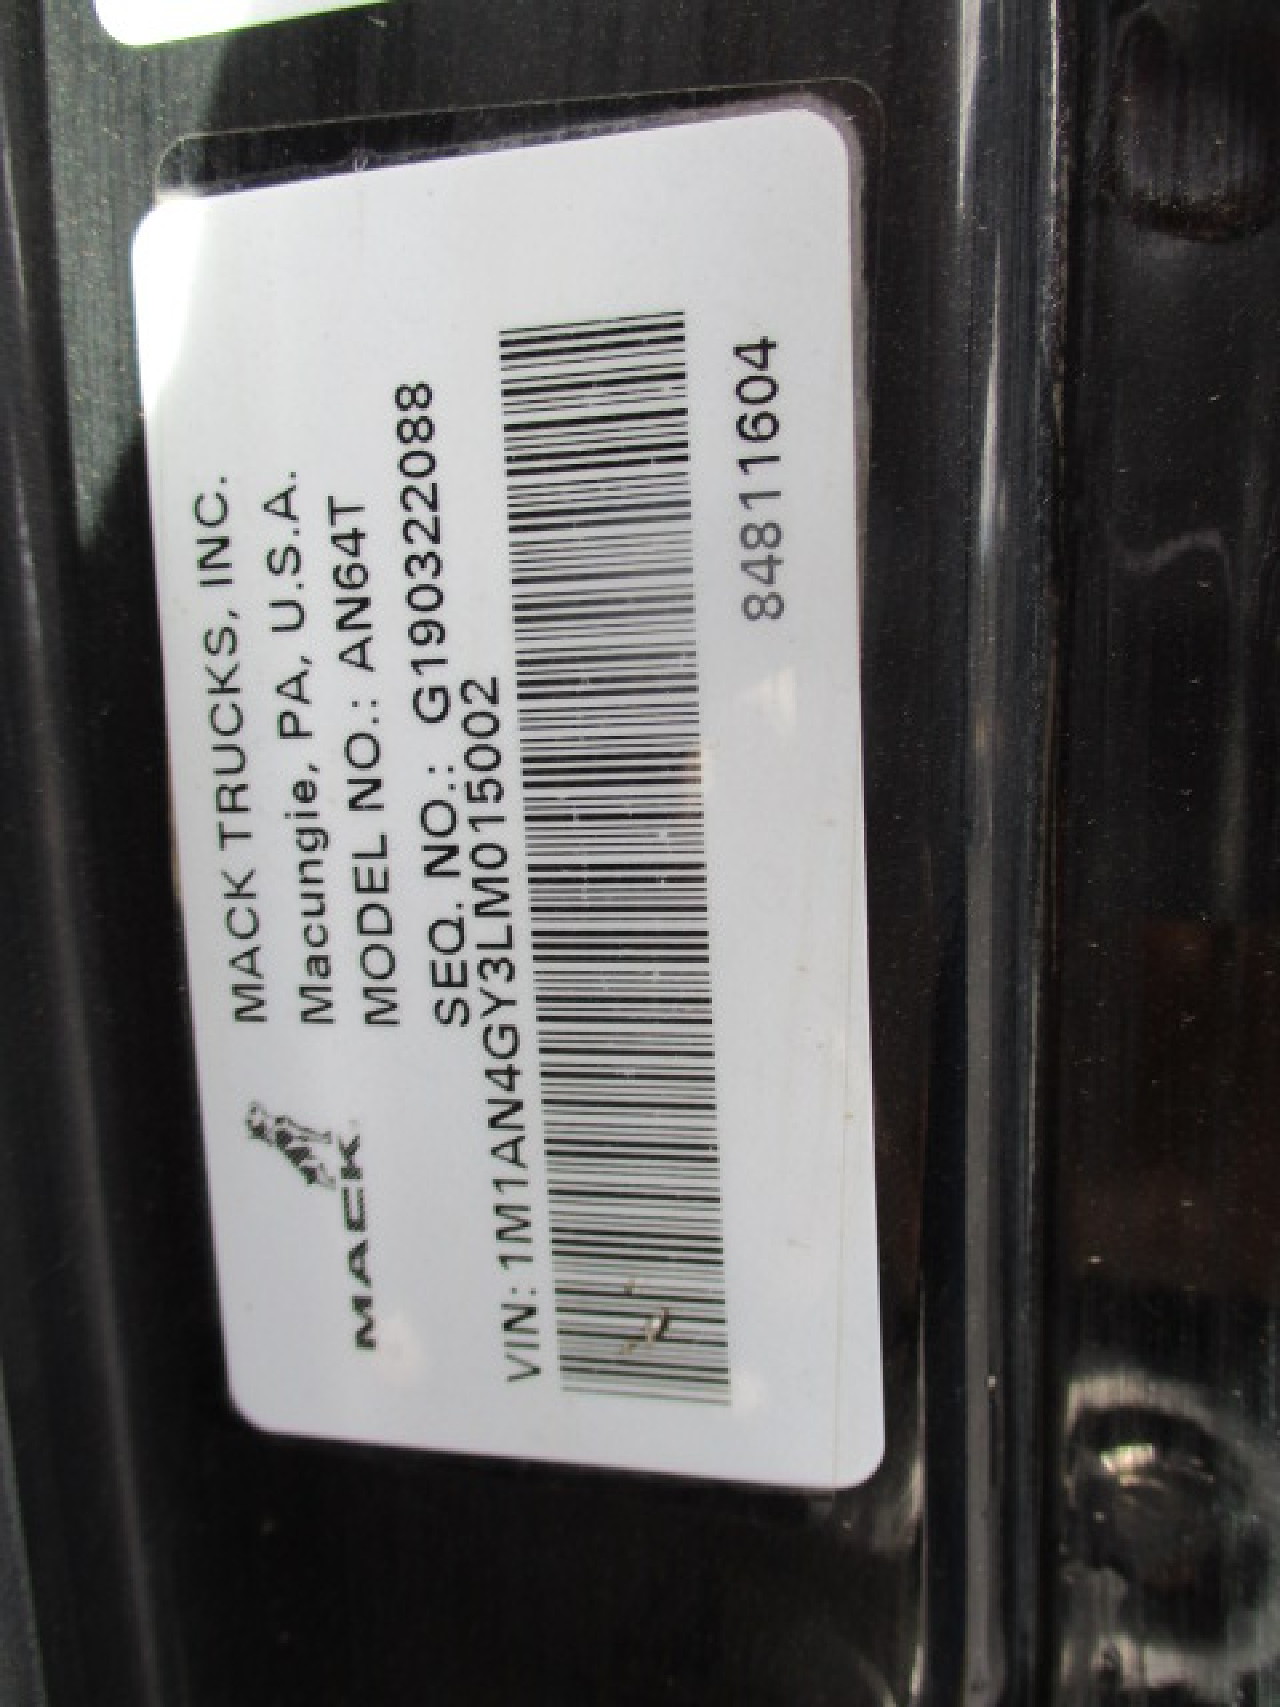 MACK TRUCKS, INC.
Macungie, PA, U.S.A.
MODEL NO.: AN64T
SEQ. NO.: G190322088
MACK
VIN: 1M1AN4GY3LM015002
84811604